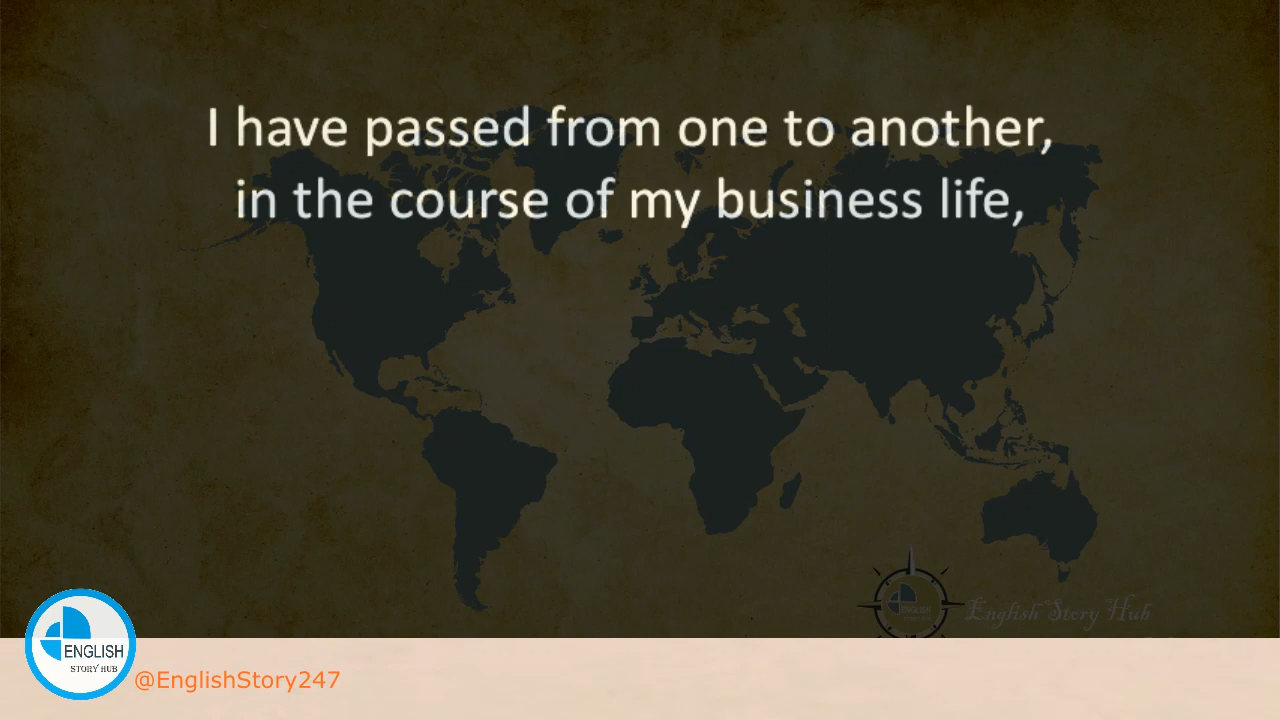 I have passed from one to another,
in the course of my business life,
English Story Hub
ENGLISH
STORY HUB
@EnglishStory247